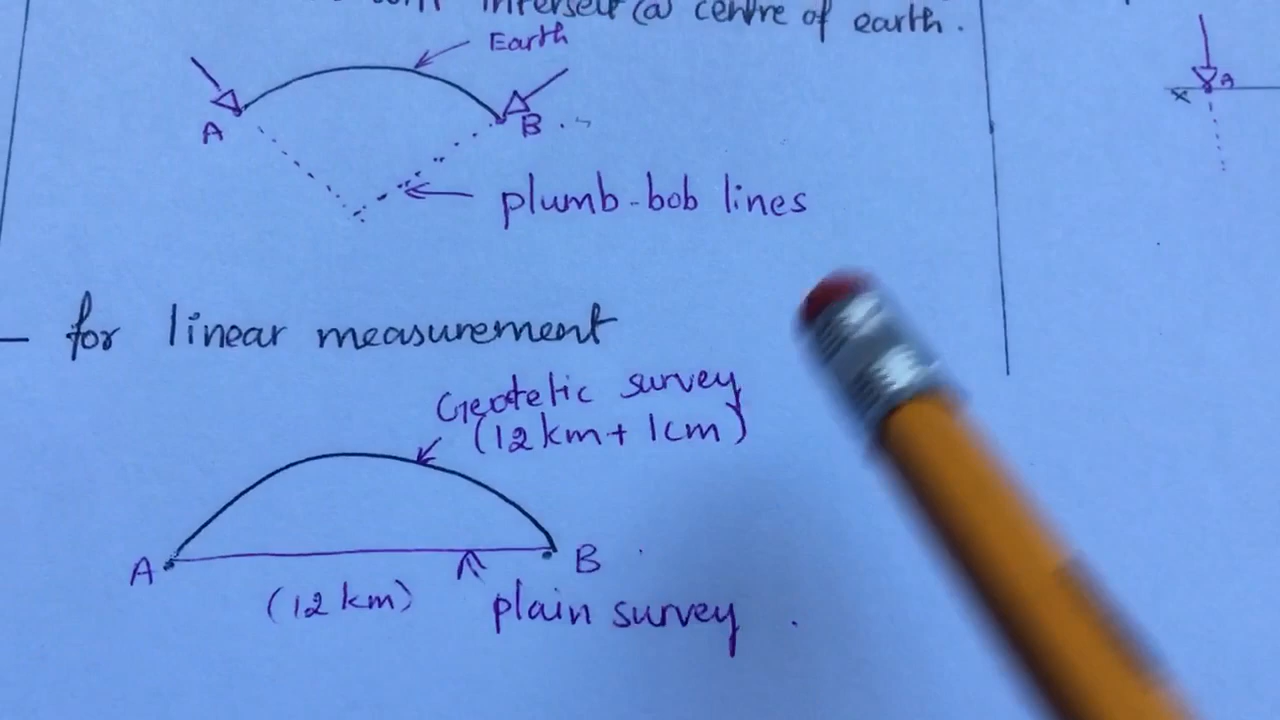 intersect @ centre of earth.
Earth
A
B
plumb-bob lines
x
A
– for linear measurement
Geotetic survey
(12 km + 1cm)
A
B
(12 km)
plain survey.